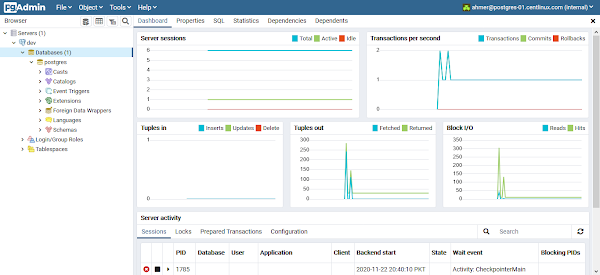 pgAdmin File Object Tools Help ahmer@postgres-01.centlinux.com (internal)
Browser
Dashboard Properties SQL Statistics Dependencies Dependents
Servers (1)
dev
Databases (1)
postgres
Casts
Catalogs
Event Triggers
Extensions
Foreign Data Wrappers
Languages
Schemas
Login/Group Roles
Tablespaces
Server sessions Total Active Idle
6
5
4
3
2
1
0
Transactions per second Transactions Commits Rollbacks
2
1
0
Tuples in Inserts Updates Delete
1
0
Tuples out Fetched Returned
300
250
200
150
100
50
0
Block I/O Reads Hits
350
300
250
200
150
100
50
0
Server activity
Sessions Locks Prepared Transactions Configuration Search
PID Database User Application Client Backend start State Wait event Blocking PIDs
1785 2020-11-22 20:40:10 PKT Activity: CheckpointerMain